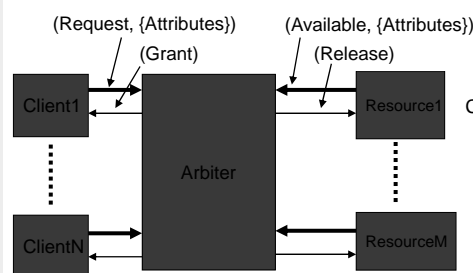 (Request, {Attributes})
(Available, {Attributes})
(Grant)
(Release)
Client1
Resource1
C
Arbiter
ClientN
ResourceM